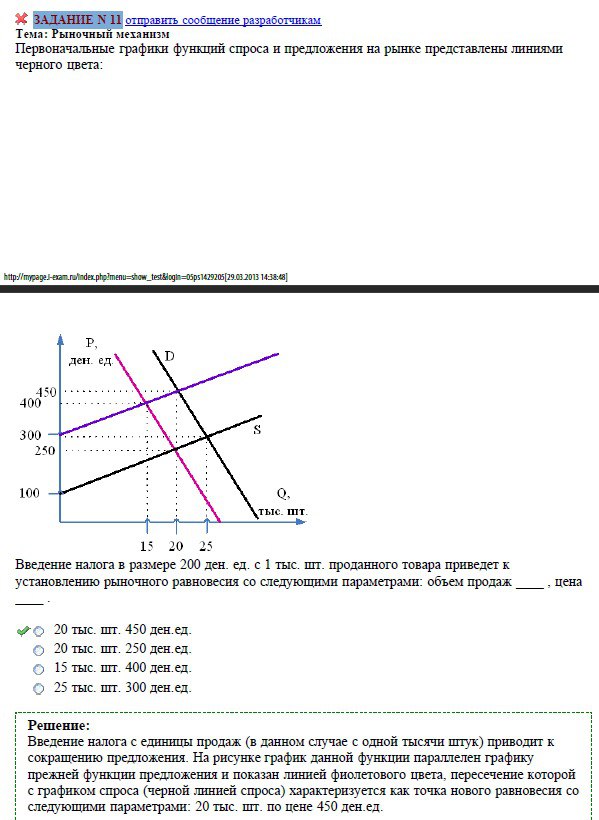 ЗАДАНИЕ N 11 отправить сообщение разработчикам
Тема: Рыночный механизм
Первоначальные графики функций спроса и предложения на рынке представлены линиями
черного цвета:
http://mypage.i-exam.ru/index.php?menu=show_test&login=05ps1429205[29.03.2013 14:38:48]
P,
ден. ед.
D
450
400
300
250
S
100
Q,
тыс. шт.
15 20 25
Введение налога в размере 200 ден. ед. с 1 тыс. шт. проданного товара приведет к
установлению рыночного равновесия со следующими параметрами: объем продаж ____ , цена
____ .
20 тыс. шт. 450 ден.ед.
20 тыс. шт. 250 ден.ед.
15 тыс. шт. 400 ден.ед.
25 тыс. шт. 300 ден.ед.
Решение:
Введение налога с единицы продаж (в данном случае с одной тысячи штук) приводит к
сокращению предложения. На рисунке график данной функции параллелен графику
прежней функции предложения и показан линией фиолетового цвета, пересечение которой
с графиком спроса (черной линией спроса) характеризуется как точка нового равновесия со
следующими параметрами: 20 тыс. шт. по цене 450 ден.ед.